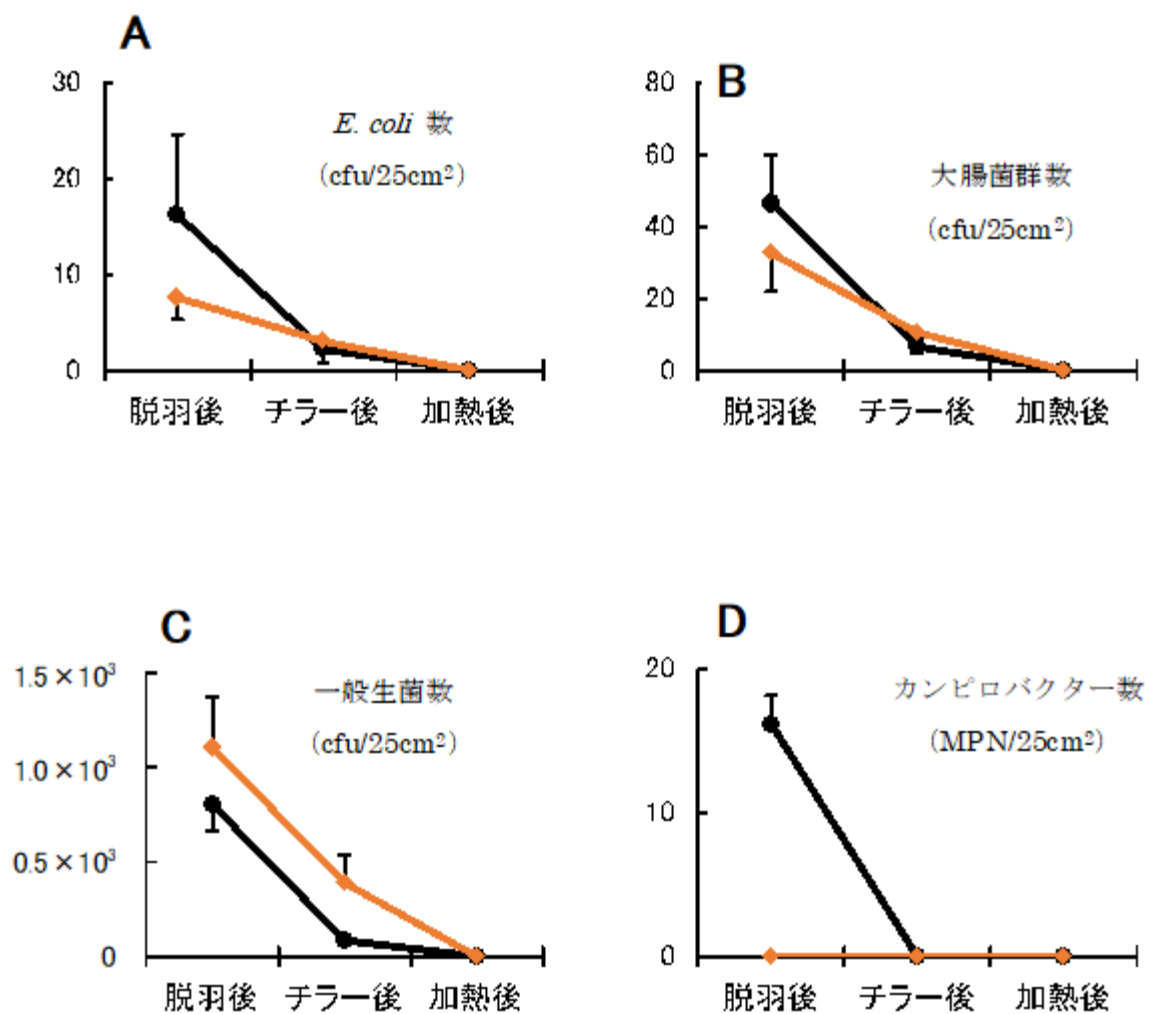 A
30
20
10
0
E. coli 数
(cfu/25cm²)
脱羽後 チラー後 加熱後
B
80
60
40
20
0
大腸菌群数
(cfu/25cm²)
脱羽後 チラー後 加熱後
C
1.5×10³
1.0×10³
0.5×10³
0
一般生菌数
(cfu/25cm²)
脱羽後 チラー後 加熱後
D
20
10
0
カンピロバクター数
(MPN/25cm²)
脱羽後 チラー後 加熱後